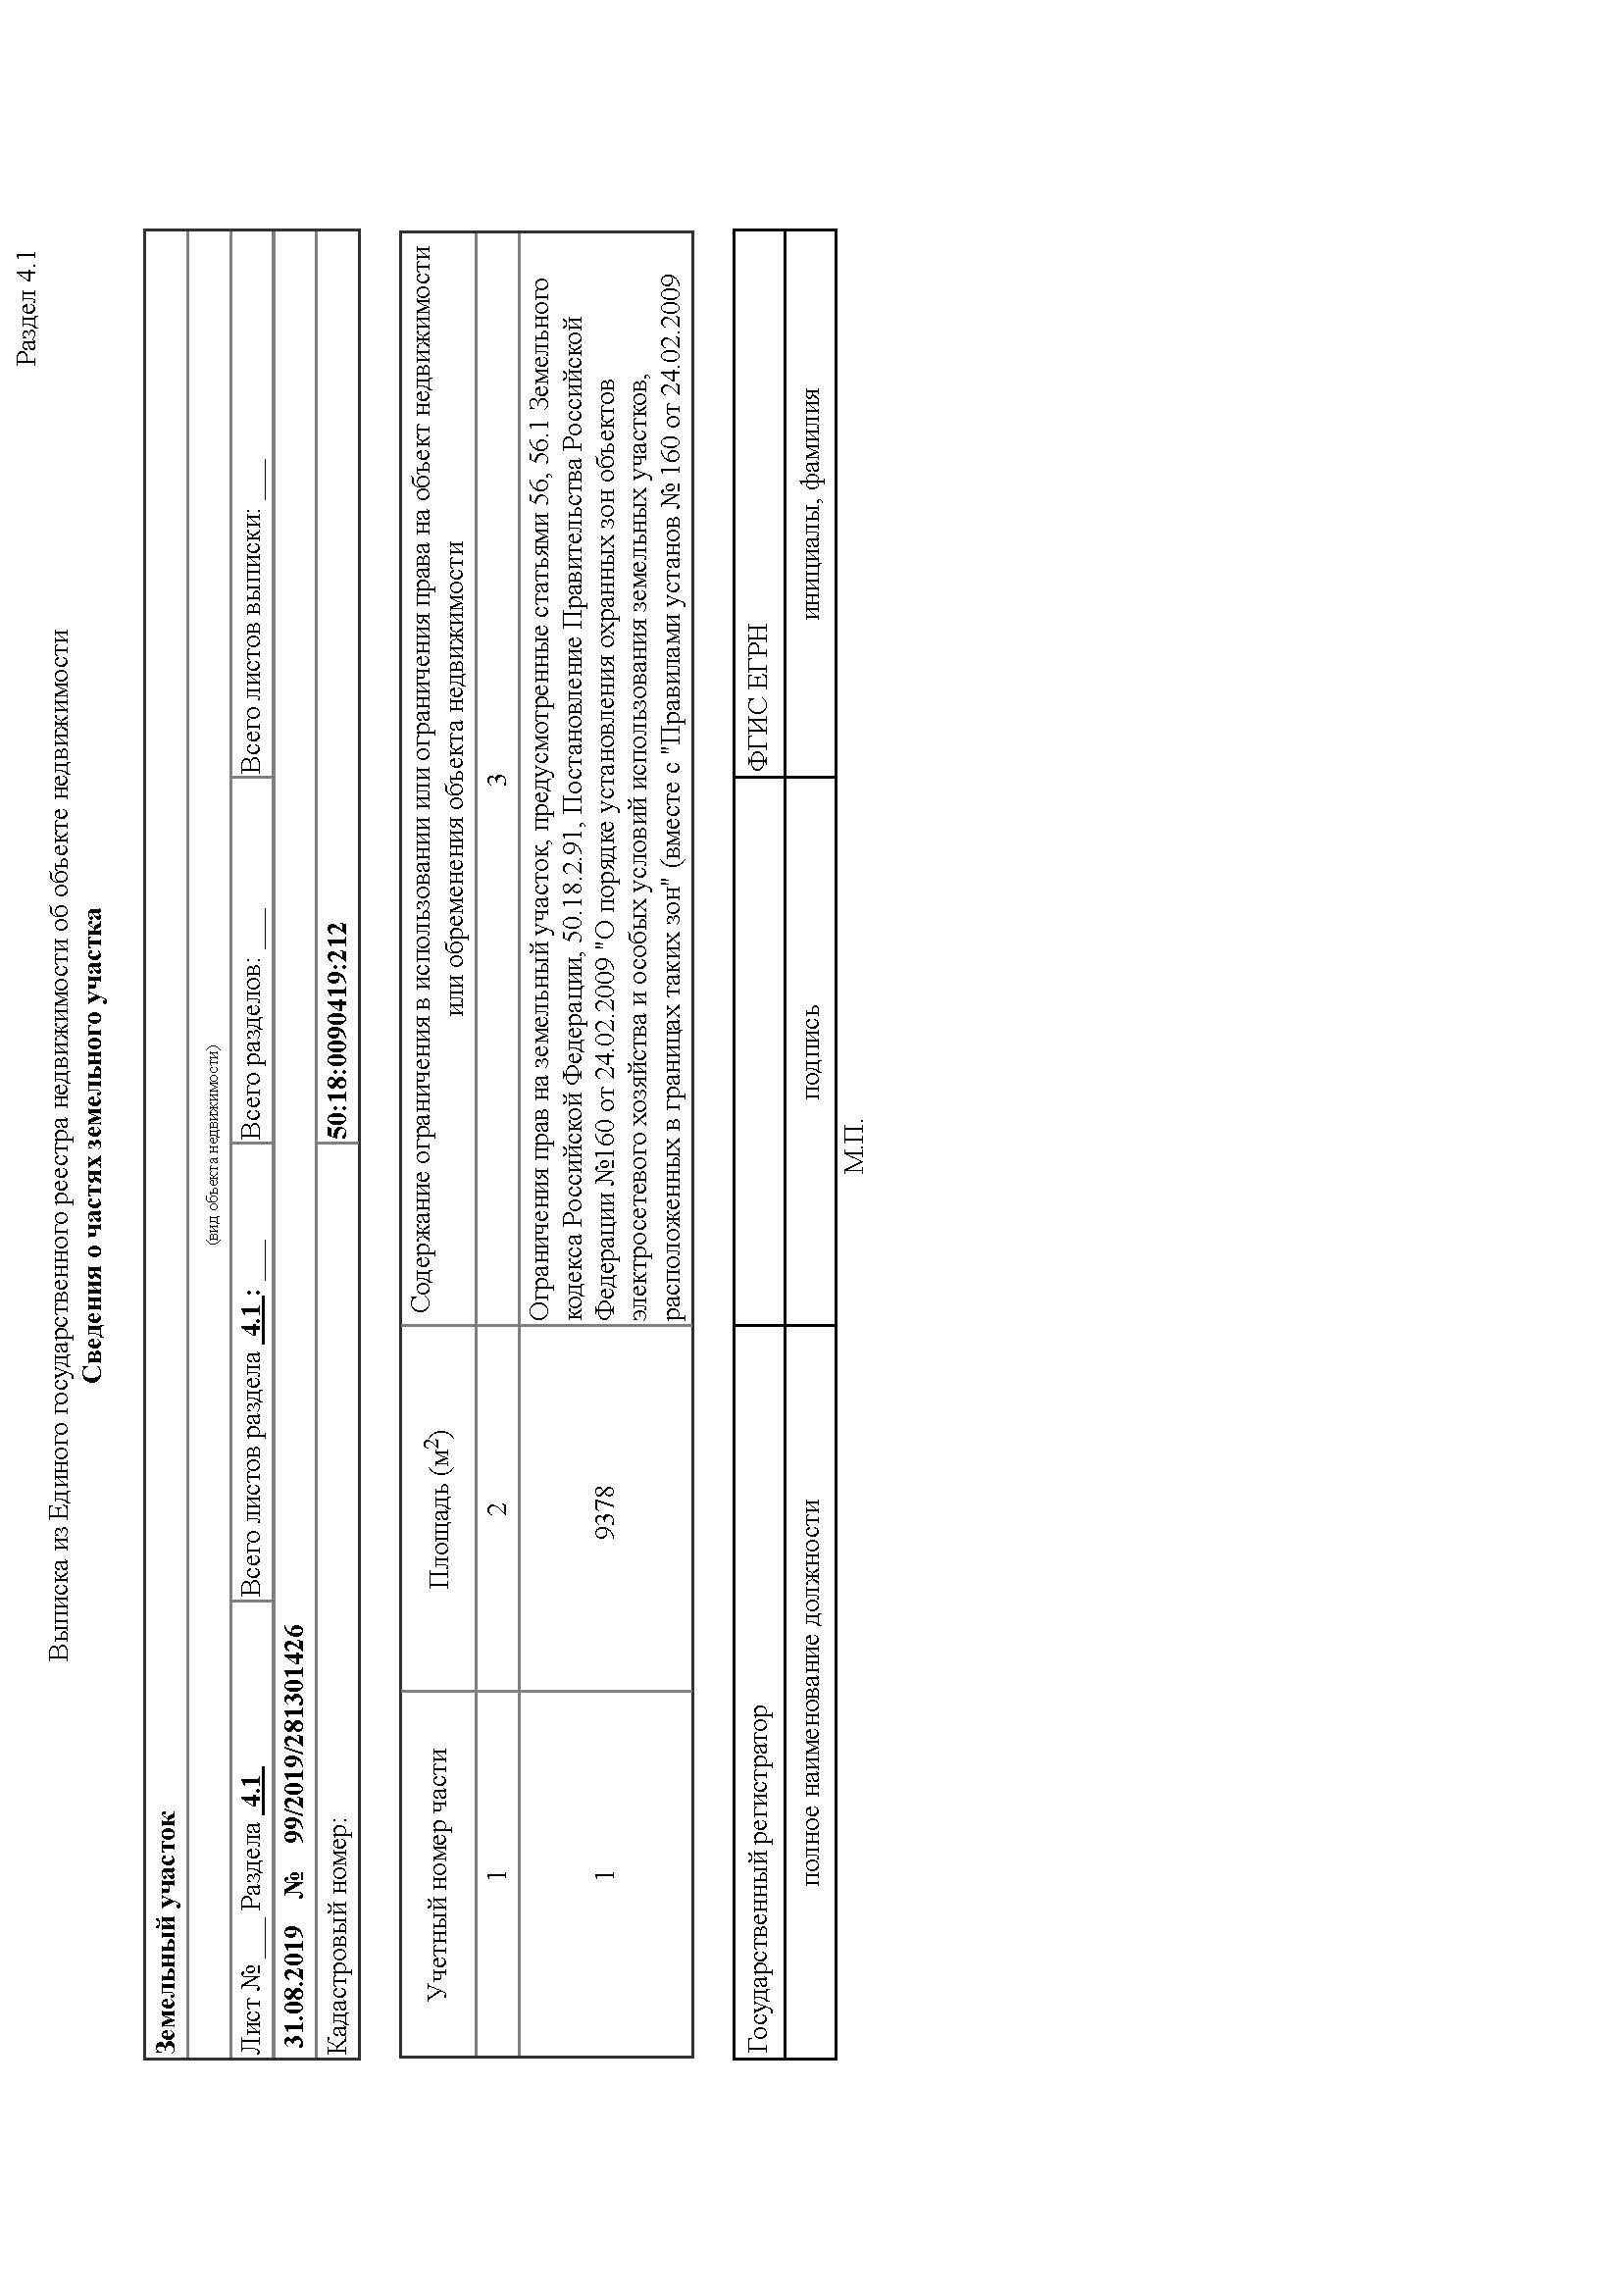 Раздел 4.1
Выписка из Единого государственного реестра недвижимости об объекте недвижимости
Сведения о частях земельного участка
Земельный участок
(вид объекта недвижимости)
Лист № ___ Раздела 4.1 Всего листов раздела 4.1 : ___ Всего разделов: ___ Всего листов выписки: ___
31.08.2019 № 99/2019/281301426
Кадастровый номер: 50:18:0090419:212
Учетный номер части Площадь (м²) Содержание ограничения в использовании или ограничения права на объект недвижимости
или обременения объекта недвижимости
1 2 3
1 9378 Ограничения прав на земельный участок, предусмотренные статьями 56, 56.1 Земельного
кодекса Российской Федерации, 50.18.2.91, Постановление Правительства Российской
Федерации №160 от 24.02.2009 "О порядке установления охранных зон объектов
электросетевого хозяйства и особых условий использования земельных участков,
расположенных в границах таких зон" (вместе с "Правилами установ № 160 от 24.02.2009
Государственный регистратор ФГИС ЕГРН
полное наименование должности подпись инициалы, фамилия
М.П.